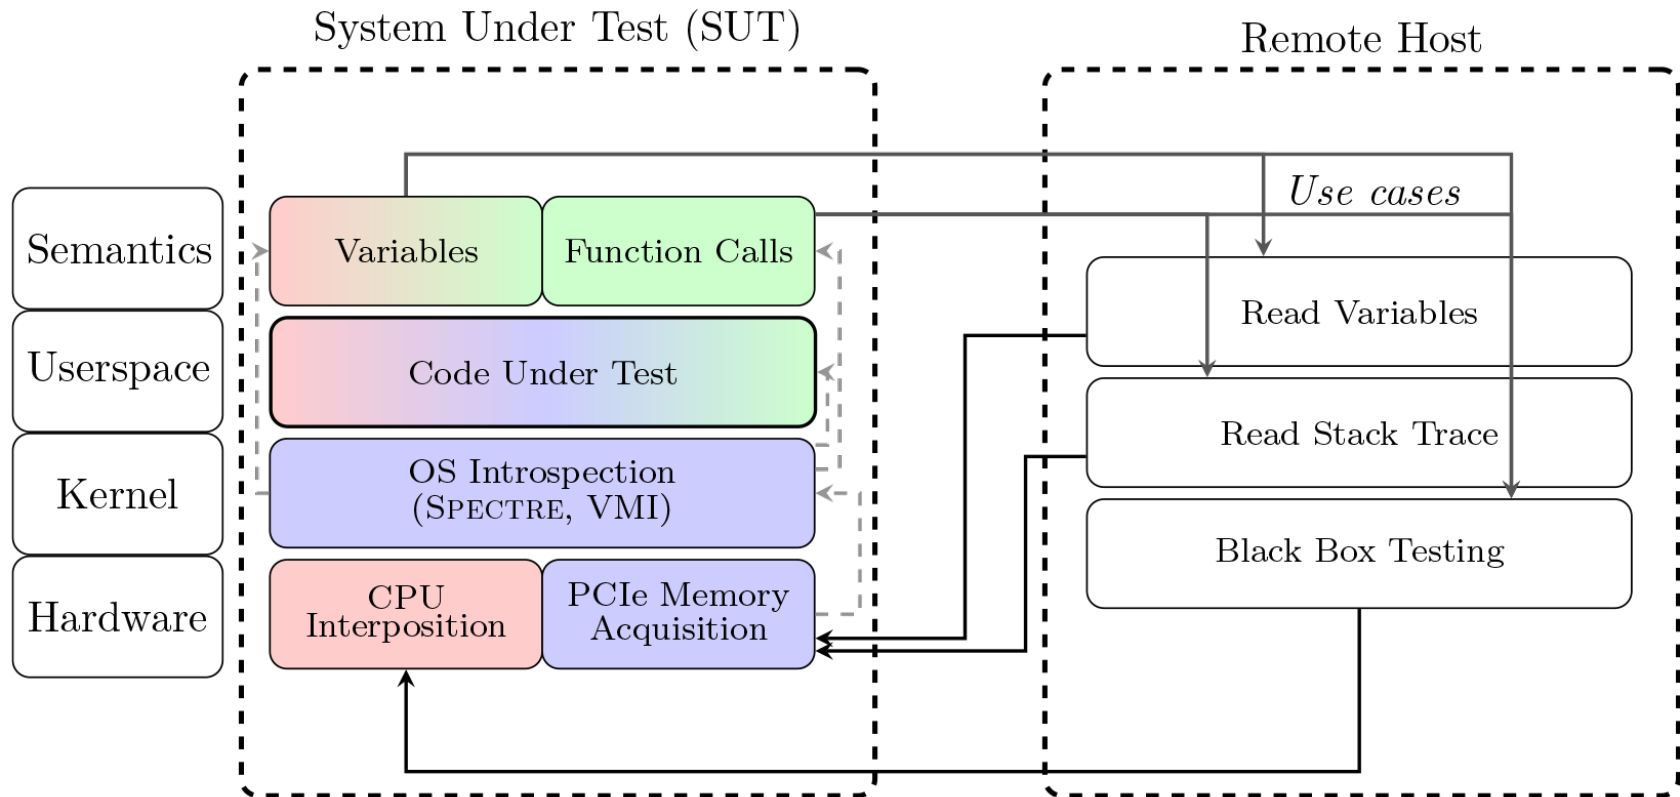 System Under Test (SUT)
Remote Host
Use cases
Semantics
Variables
Function Calls
Read Variables
Userspace
Code Under Test
Read Stack Trace
Kernel
OS Introspection
(SPECTRE, VMI)
Black Box Testing
Hardware
CPU
Interposition
PCIe Memory
Acquisition